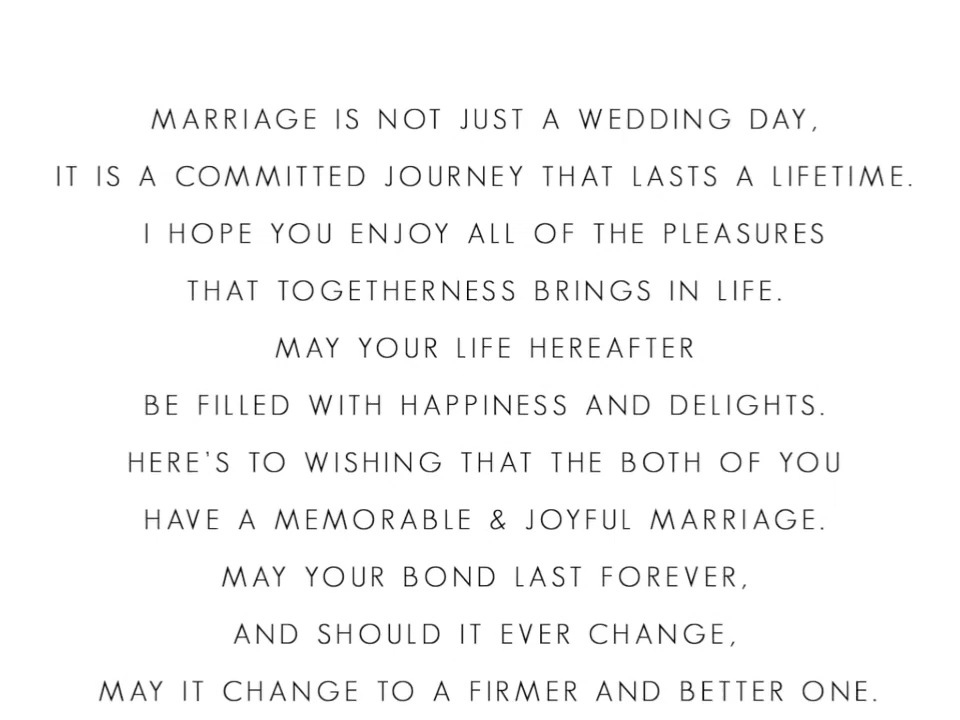 MARRIAGE IS NOT JUST A WEDDING DAY,
IT IS A COMMITTED JOURNEY THAT LASTS A LIFETIME.
I HOPE YOU ENJOY ALL OF THE PLEASURES
THAT TOGETHERNESS BRINGS IN LIFE.
MAY YOUR LIFE HEREAFTER
BE FILLED WITH HAPPINESS AND DELIGHTS.
HERE'S TO WISHING THAT THE BOTH OF YOU
HAVE A MEMORABLE & JOYFUL MARRIAGE.
MAY YOUR BOND LAST FOREVER,
AND SHOULD IT EVER CHANGE,
MAY IT CHANGE TO A FIRMER AND BETTER ONE.